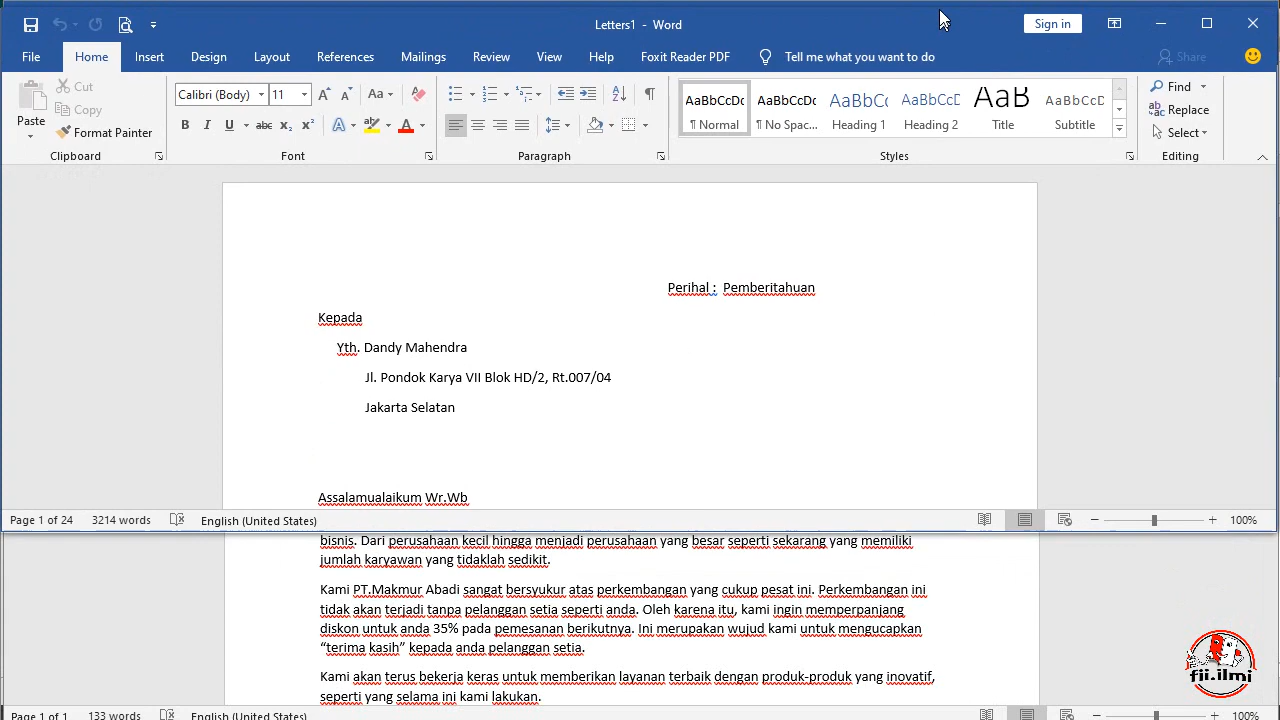 Letters1 - Word
Sign in
File Home Insert Design Layout References Mailings Review View Help Foxit Reader PDF Tell me what you want to do Share
Paste
Cut
Copy
Format Painter
Clipboard
Calibri (Body) 11
Font
Paragraph
AaBbCcDc AaBbCcDc AaBbCc AaBbCcD AaB AaBbCcD
¶ Normal ¶ No Spac... Heading 1 Heading 2 Title Subtitle
Styles
Find
Replace
Select
Editing
Perihal : Pemberitahuan
Kepada
Yth. Dandy Mahendra
Jl. Pondok Karya VII Blok HD/2, Rt.007/04
Jakarta Selatan
Assalamualaikum Wr.Wb
Page 1 of 24 3214 words English (United States) 100%
bisnis. Dari perusahaan kecil hingga menjadi perusahaan yang besar seperti sekarang yang memiliki
jumlah karyawan yang tidaklah sedikit.
Kami PT.Makmur Abadi sangat bersyukur atas perkembangan yang cukup pesat ini. Perkembangan ini
tidak akan terjadi tanpa pelanggan setia seperti anda. Oleh karena itu, kami ingin memperpanjang
diskon untuk anda 35% pada pemesanan berikutnya. Ini merupakan wujud kami untuk mengucapkan
“terima kasih” kepada anda pelanggan setia.
Kami akan terus bekerja keras untuk memberikan layanan terbaik dengan produk-produk yang inovatif,
seperti yang selama ini kami lakukan.
fii.ilmi
Page 1 of 1 133 words English (United States) 100%